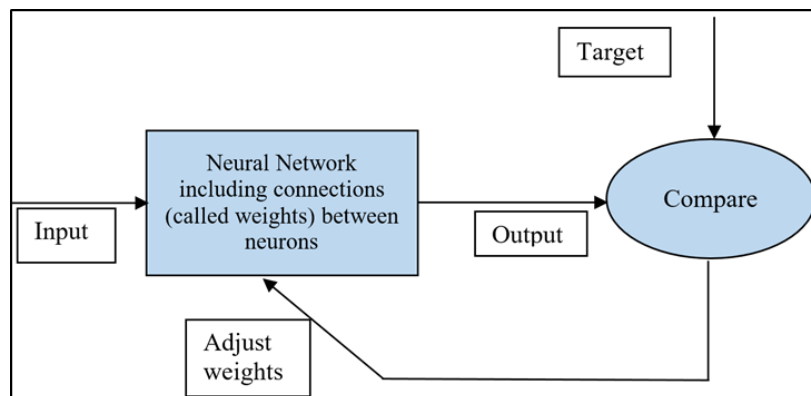 Target
Neural Network
including connections
(called weights) between
neurons
Compare
Input
Output
Adjust
weights